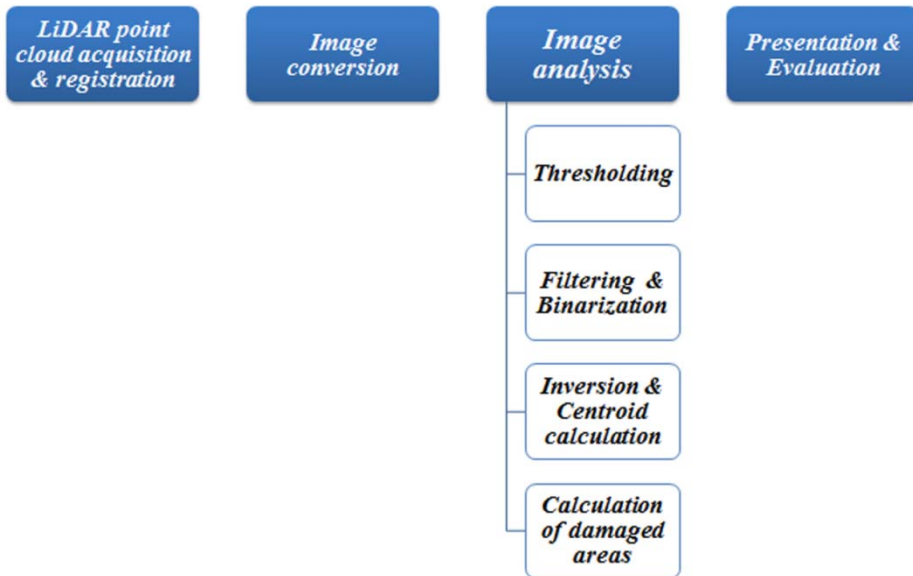 LiDAR point
cloud acquisition
& registration
Image
conversion
Image
analysis
Presentation &
Evaluation
Thresholding
Filtering &
Binarization
Inversion &
Centroid
calculation
Calculation
of damaged
areas